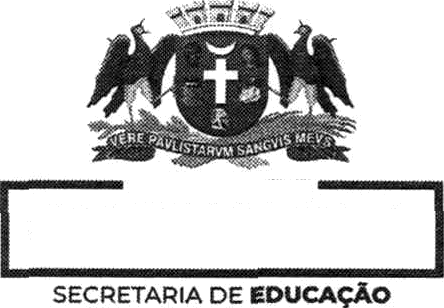 VERE PAVLISTARVM SANGVIS MEVS
SECRETARIA DE EDUCAÇÃO